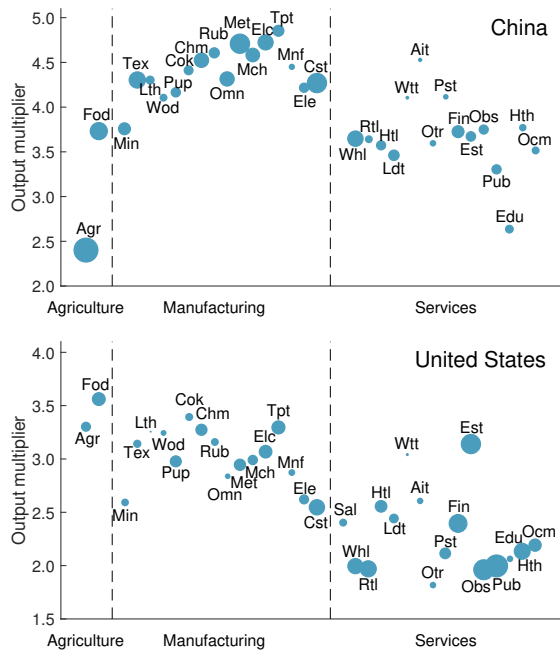 China
Output multiplier
5.0
4.5
4.0
3.5
3.0
2.5
2.0
Agr
Fod
Min
Tex
Lth
Wod
Pup
Cok
Chm
Rub
Omn
Met
Mch
Elc
Tpt
Mnf
Ele
Cst
Whl
Rtl
Htl
Ldt
Wtt
Ait
Otr
Pst
Fin
Est
Obs
Pub
Edu
Hth
Ocm
Agriculture Manufacturing Services
United States
Output multiplier
4.0
3.5
3.0
2.5
2.0
1.5
Agr
Fod
Min
Tex
Lth
Wod
Pup
Cok
Chm
Rub
Omn
Met
Mch
Elc
Tpt
Mnf
Ele
Cst
Sal
Whl
Rtl
Htl
Ldt
Wtt
Ait
Otr
Pst
Fin
Est
Obs
Pub
Edu
Hth
Ocm
Agriculture Manufacturing Services